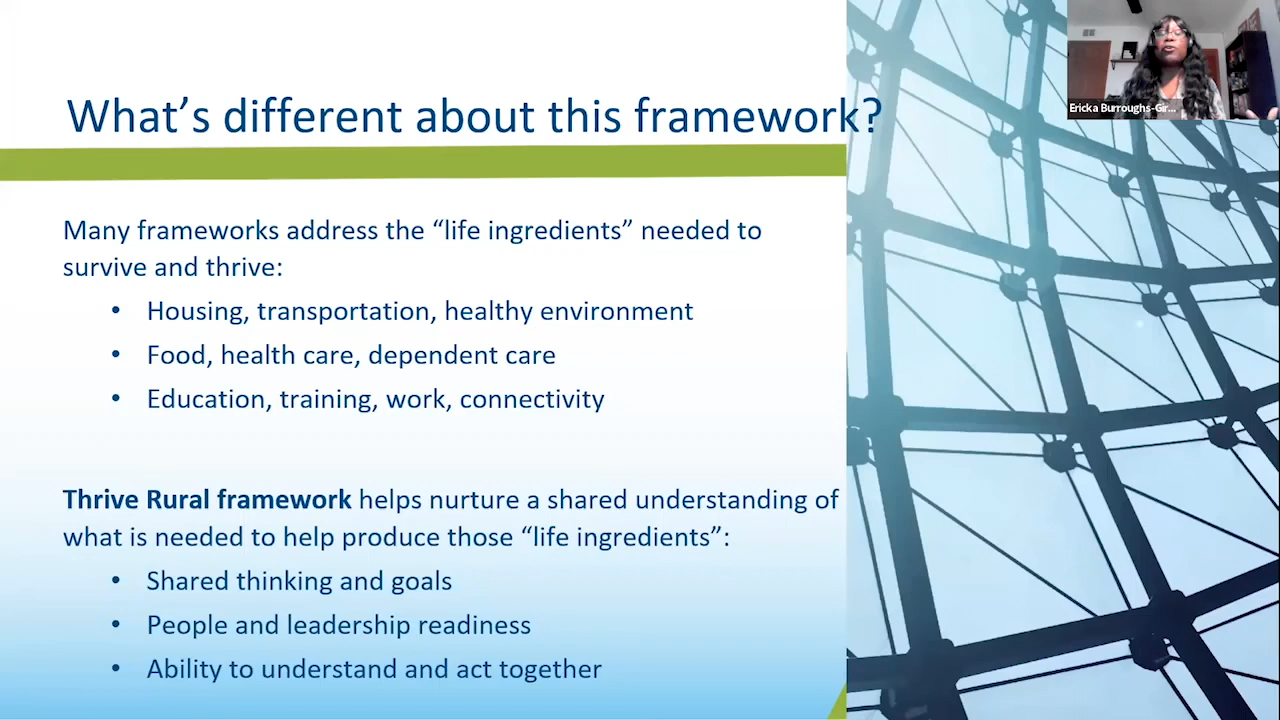 What’s different about this framework?
Ericka Burroughs-Gir...
Many frameworks address the “life ingredients” needed to
survive and thrive:
• Housing, transportation, healthy environment
• Food, health care, dependent care
• Education, training, work, connectivity
Thrive Rural framework helps nurture a shared understanding of
what is needed to help produce those “life ingredients”:
• Shared thinking and goals
• People and leadership readiness
• Ability to understand and act together